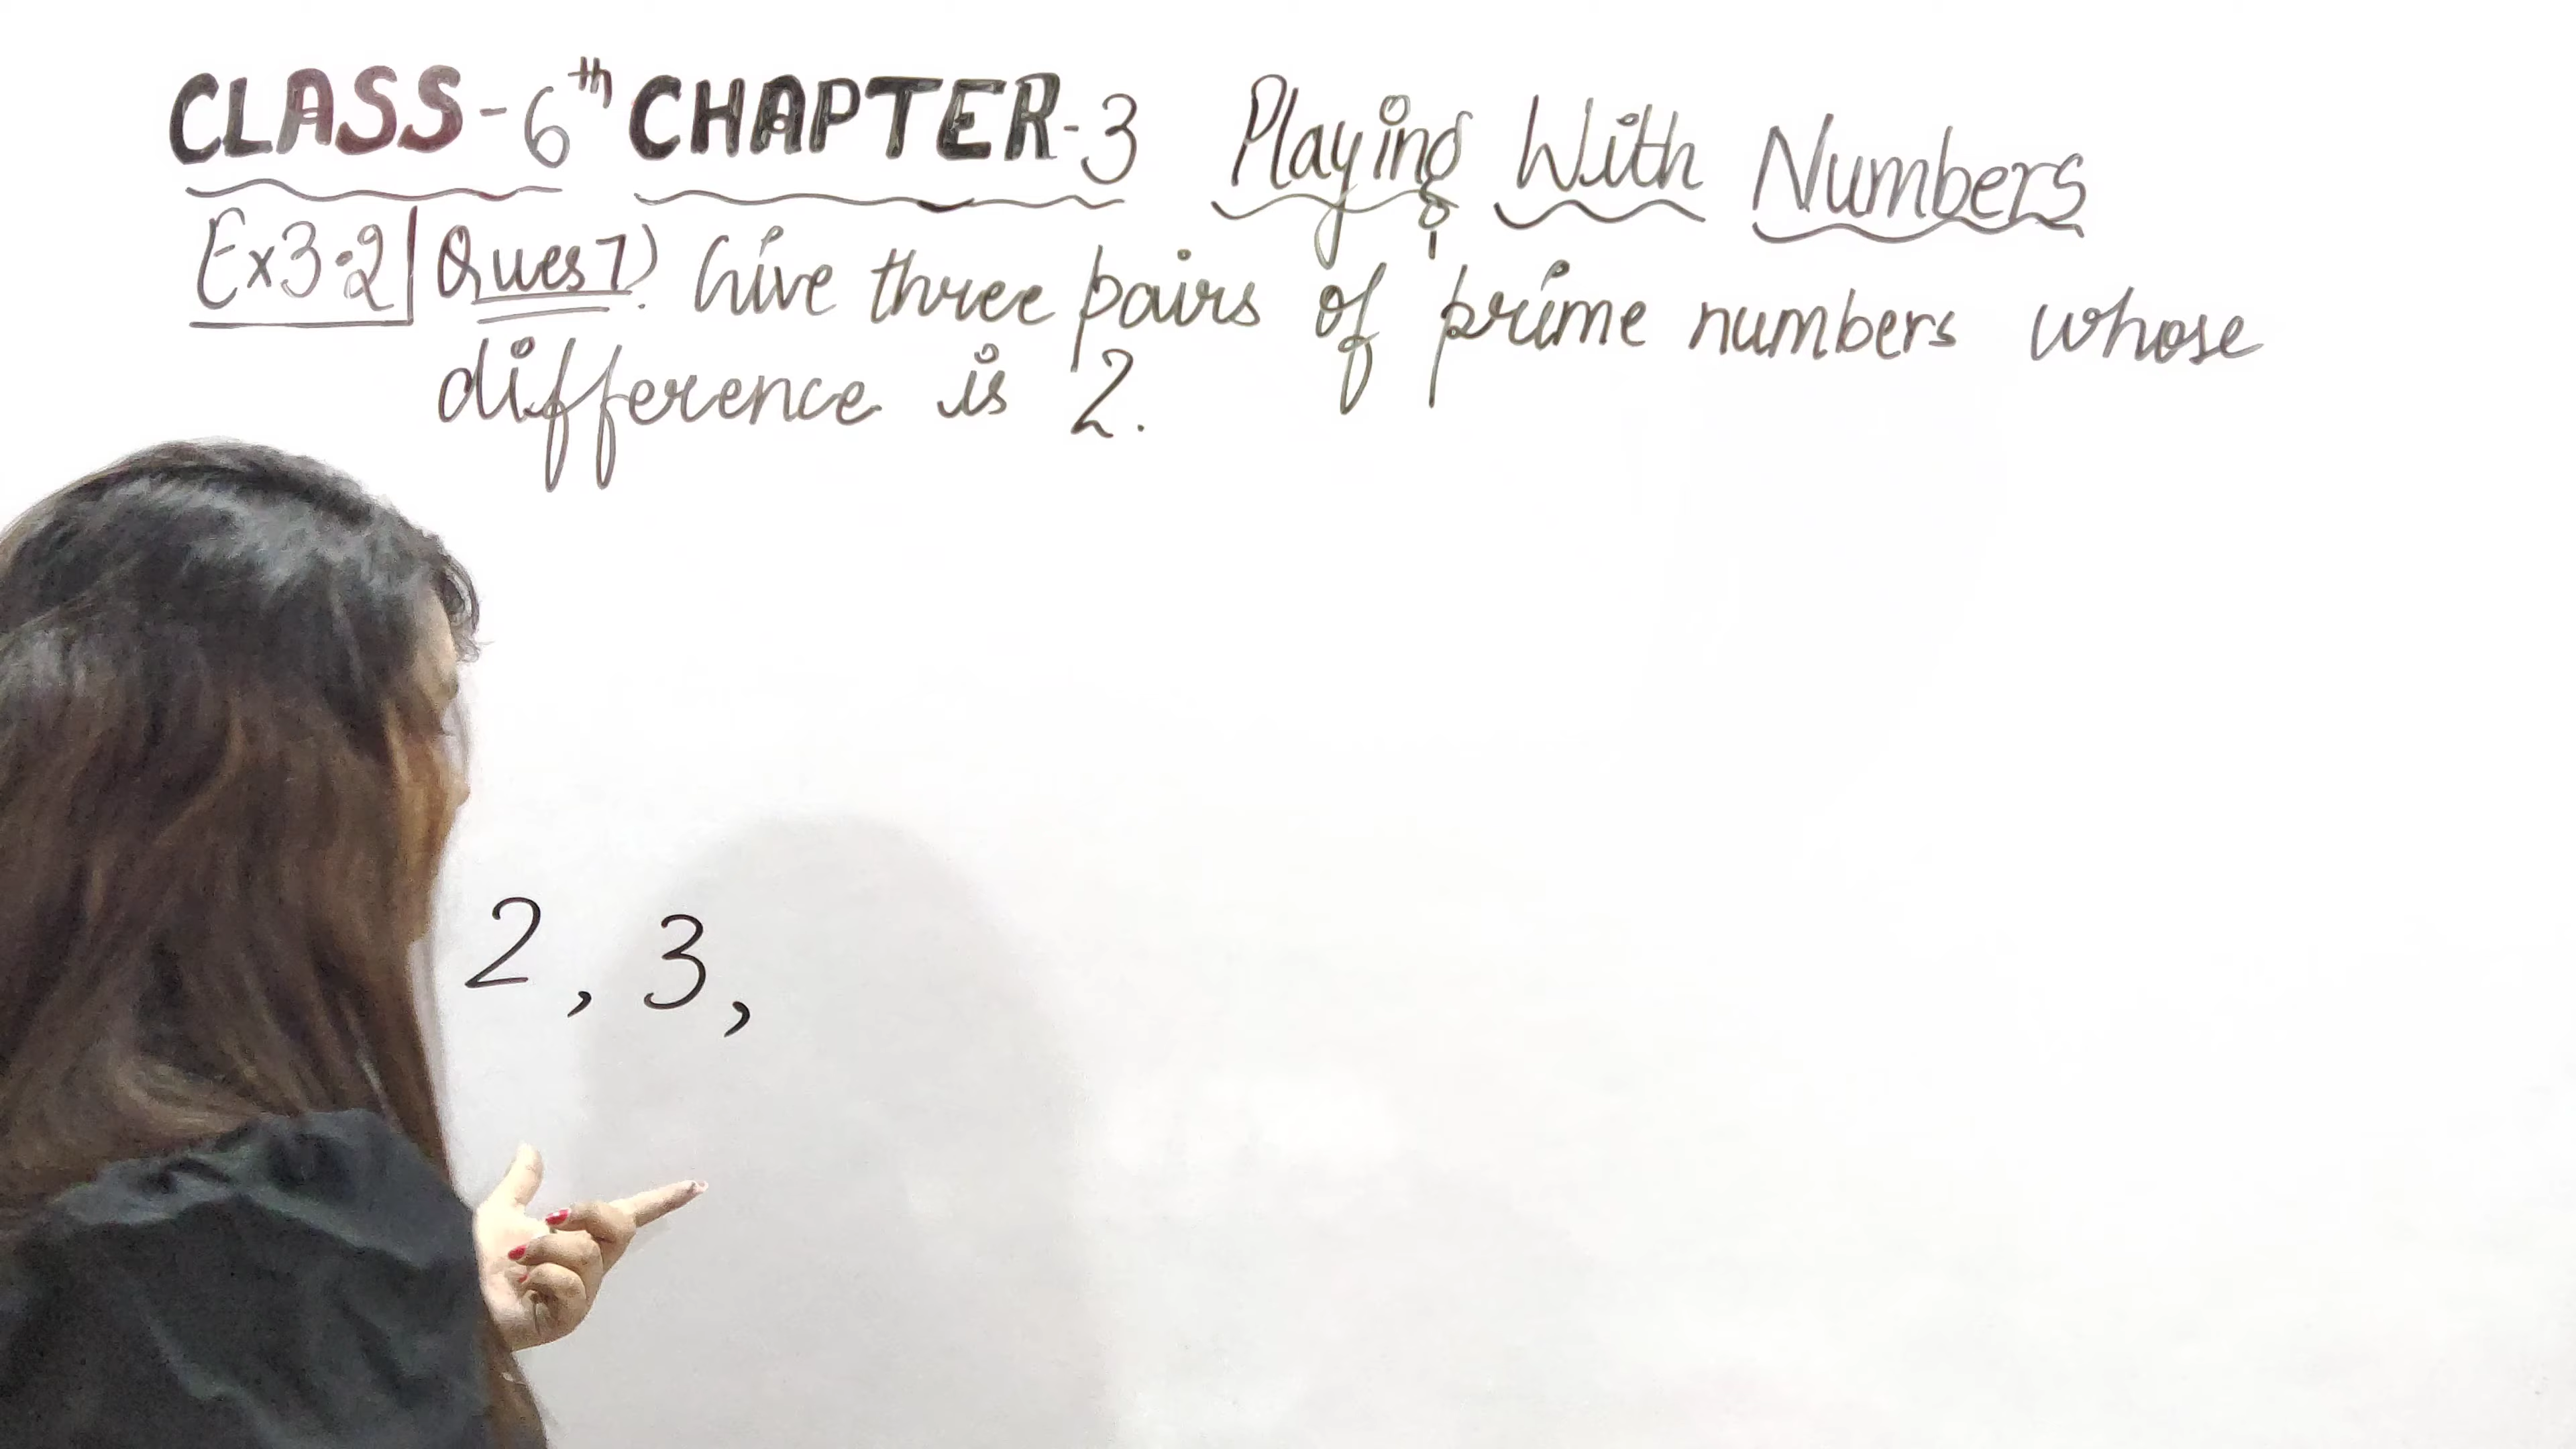 CLASS-6th CHAPTER-3 Playing With Numbers
Ex3.2 Ques7) Give three pairs of prime numbers whose
difference is 2.
2, 3,